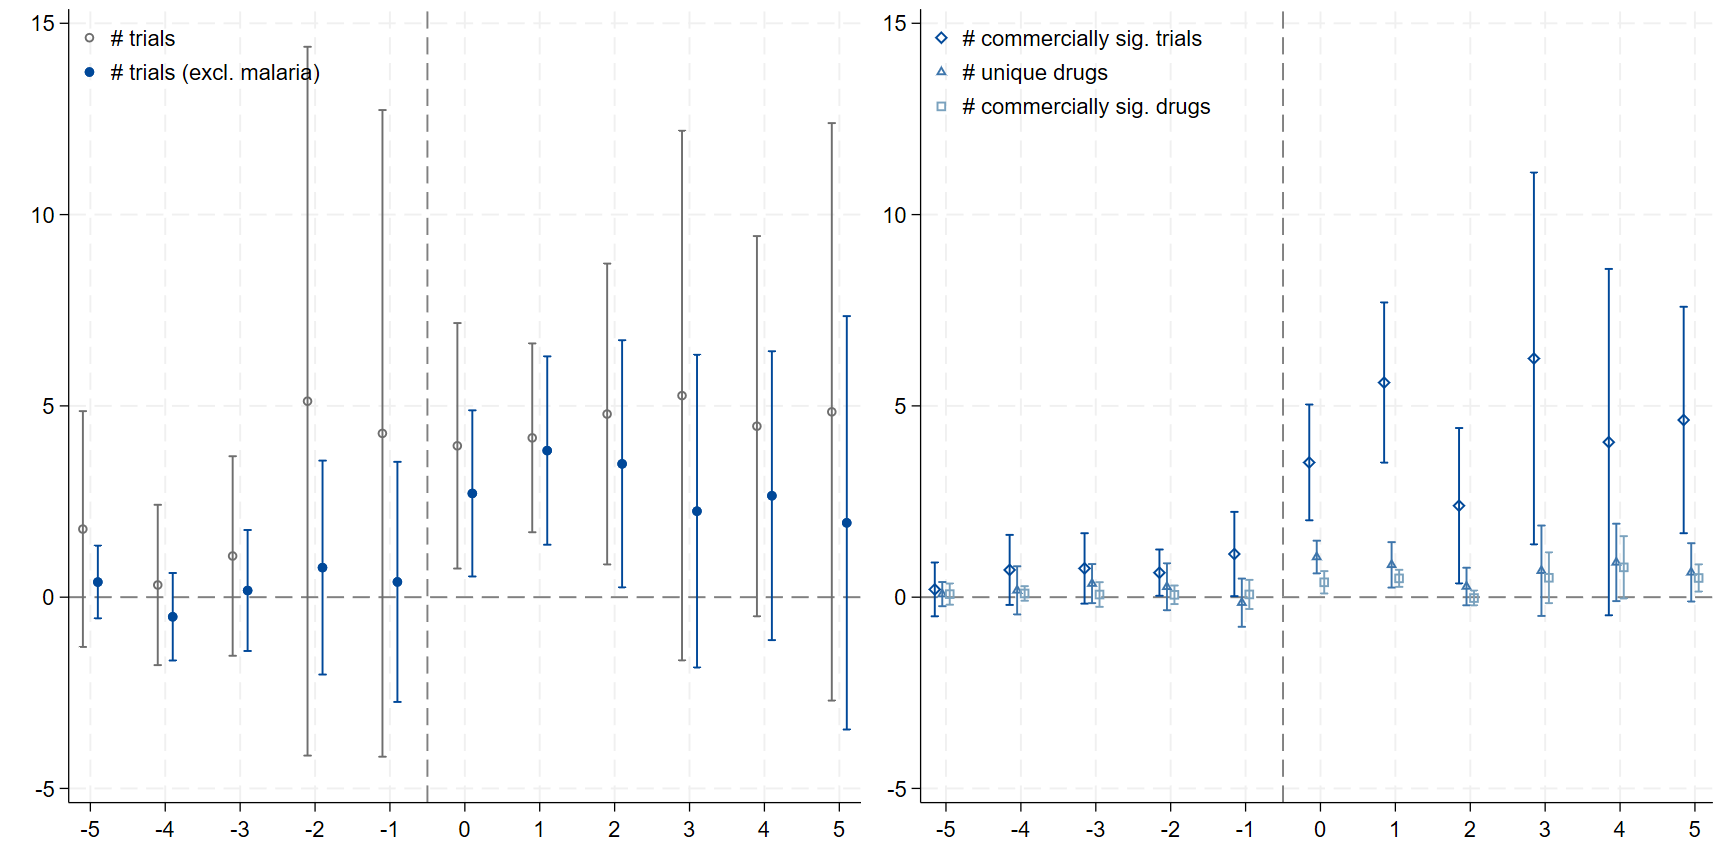 15
10
5
0
-5
# trials
# trials (excl. malaria)
-5 -4 -3 -2 -1 0 1 2 3 4 5
15
10
5
0
-5
# commercially sig. trials
# unique drugs
# commercially sig. drugs
-5 -4 -3 -2 -1 0 1 2 3 4 5